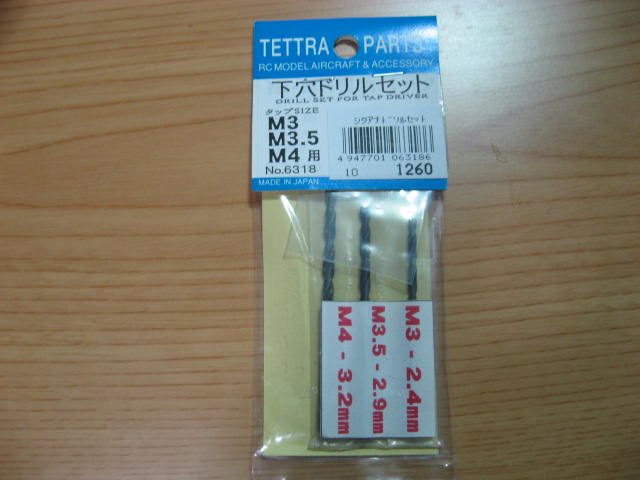 TETTRA PARTS
RC MODEL AIRCRAFT & ACCESSORY
下穴ドリルセット
DRILL SET FOR TAP DRIVER
タップSIZE
M3
M3.5
M4用
No.6318
MADE IN JAPAN
シタアナドリルセット
4 947701 063186
10 1260
M3 - 2.4mm
M3.5 - 2.9mm
M4 - 3.2mm